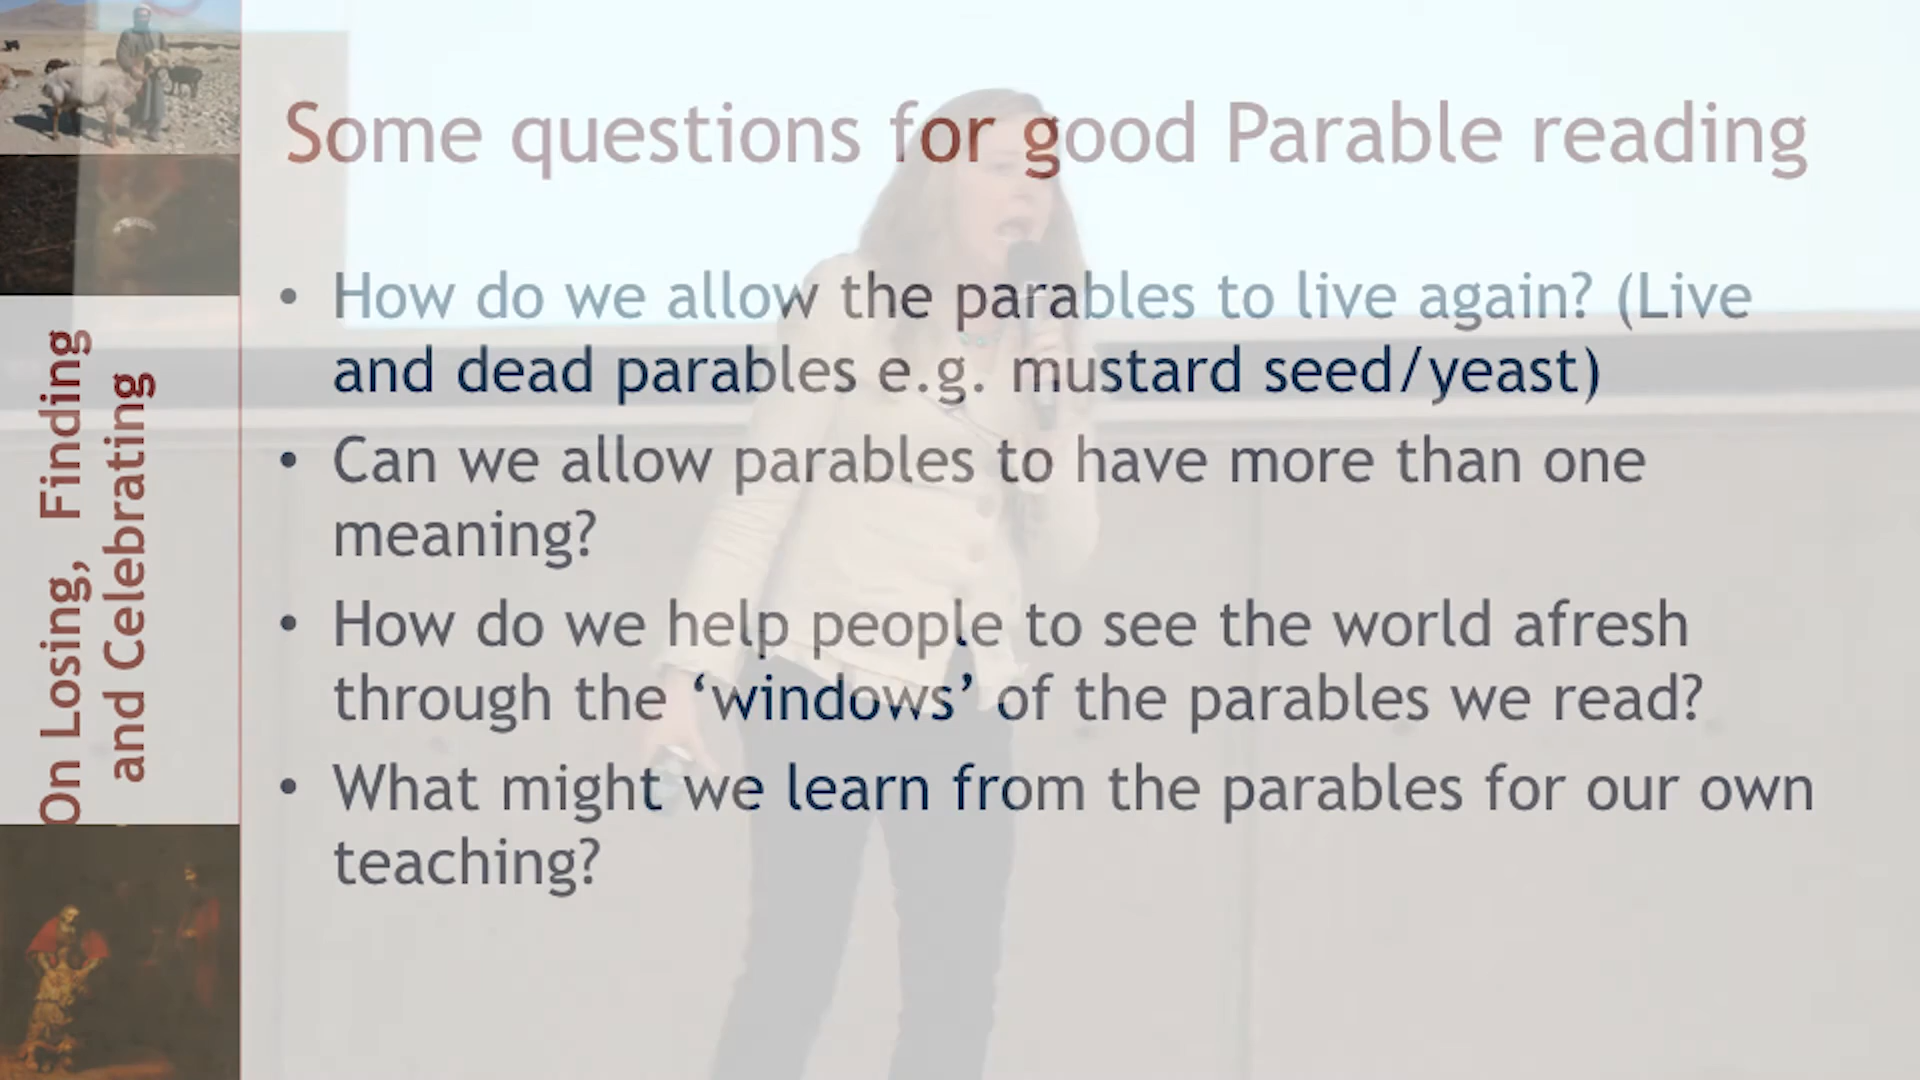 Some questions for good Parable reading
• How do we allow the parables to live again? (Live
and dead parables e.g. mustard seed/yeast)
• Can we allow parables to have more than one
meaning?
• How do we help people to see the world afresh
through the ‘windows’ of the parables we read?
• What might we learn from the parables for our own
teaching?
On Losing, Finding
and Celebrating